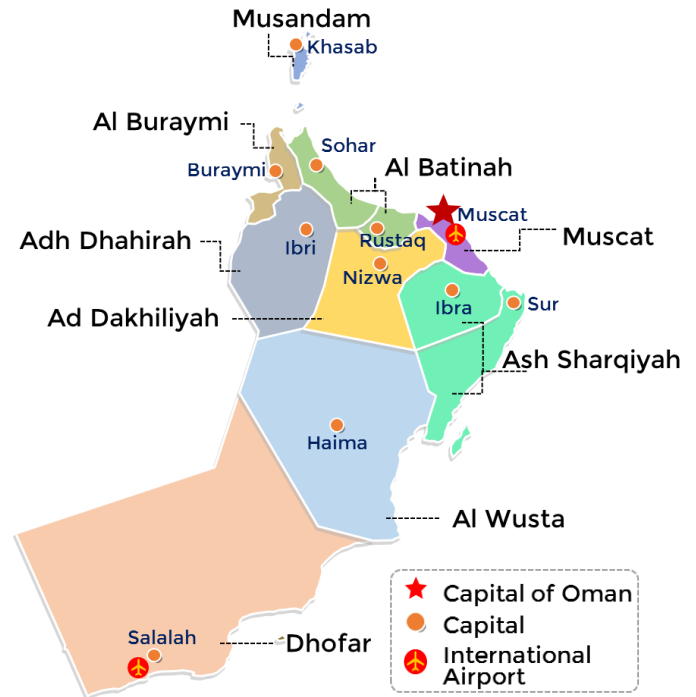 Musandam
Khasab
Al Buraymi
Sohar
Buraymi
Al Batinah
Muscat
Adh Dhahirah
Ibri
Rustaq
Muscat
Nizwa
Ad Dakhiliyah
Ibra
Sur
Ash Sharqiyah
Haima
Al Wusta
Salalah
Dhofar
Capital of Oman
Capital
International
Airport